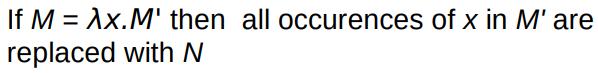 If M = λx.M' then all occurences of x in M' are
replaced with N